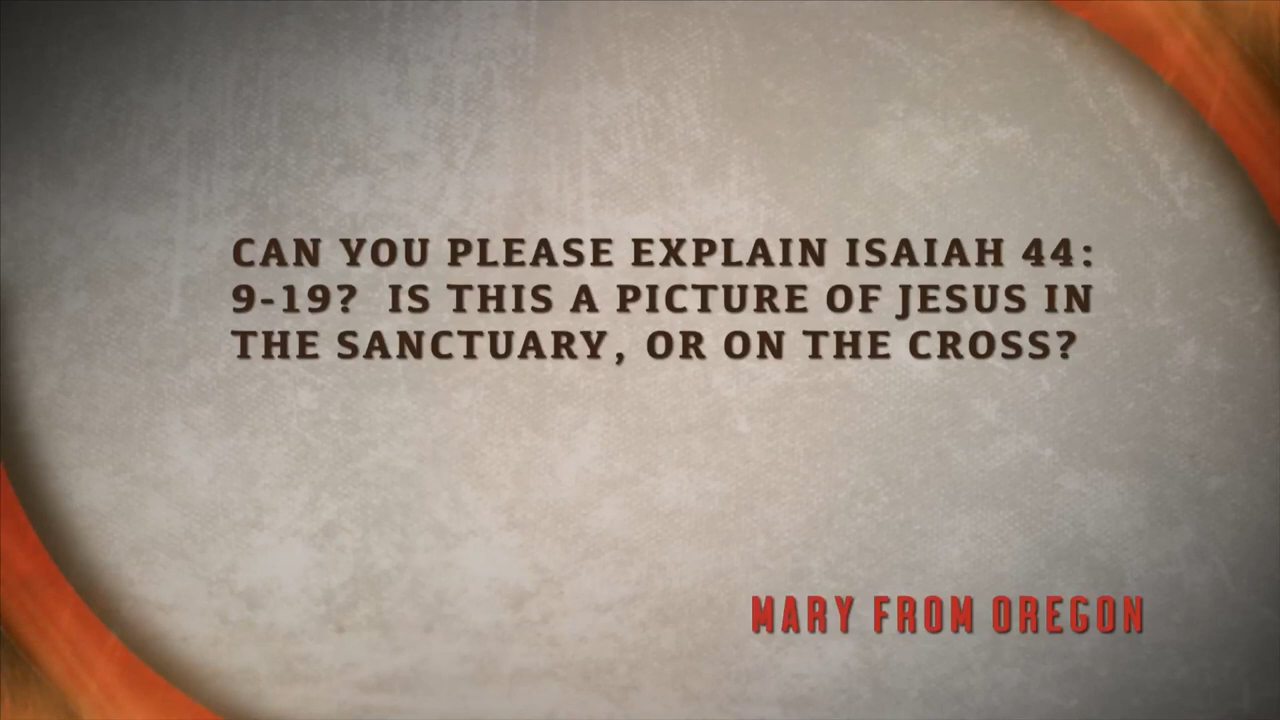 CAN YOU PLEASE EXPLAIN ISAIAH 44:
9-19? IS THIS A PICTURE OF JESUS IN
THE SANCTUARY, OR ON THE CROSS?
MARY FROM OREGON